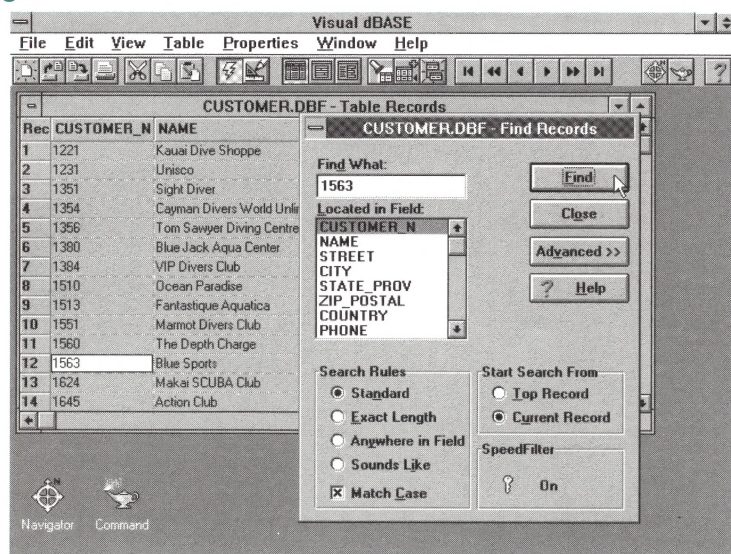 Visual dBASE
File Edit View Table Properties Window Help
CUSTOMER.DBF - Table Records
Rec CUSTOMER_N NAME
1 1221 Kauai Dive Shoppe
2 1231 Unisco
3 1351 Sight Diver
4 1354 Cayman Divers World Unlim
5 1356 Tom Sawyer Diving Centre
6 1380 Blue Jack Aqua Center
7 1384 VIP Divers Club
8 1510 Ocean Paradise
9 1513 Fantastique Aquatica
10 1551 Marmot Divers Club
11 1560 The Depth Charge
12 1563 Blue Sports
13 1624 Makai SCUBA Club
14 1645 Action Club
CUSTOMER.DBF - Find Records
Find What:
1563
Located in Field:
CUSTOMER_N
NAME
STREET
CITY
STATE_PROV
ZIP_POSTAL
COUNTRY
PHONE
Find
Close
Advanced >>
? Help
Search Rules
Standard
Exact Length
Anywhere in Field
Sounds Like
Match Case
Start Search From
Top Record
Current Record
SpeedFilter
On
Navigator Command